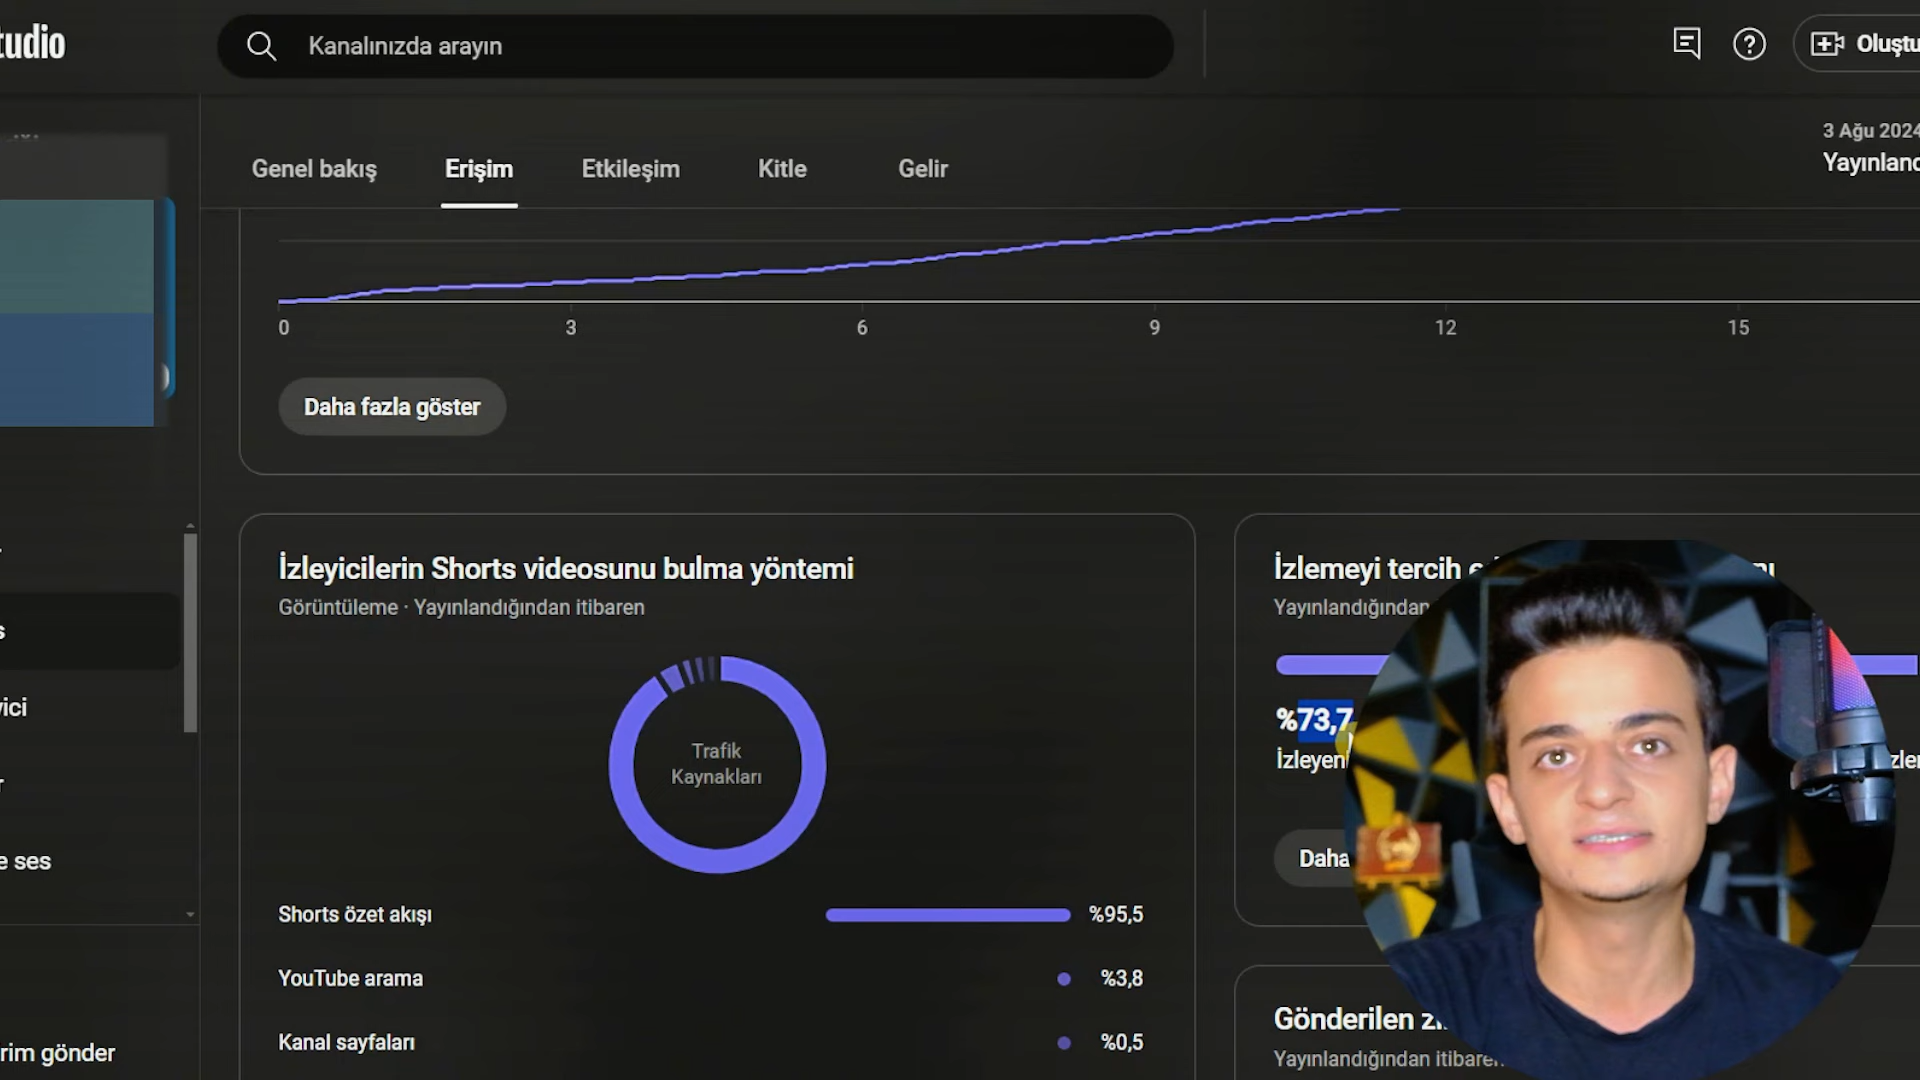 tudio
Kanalınızda arayın
Oluştu
3 Ağu 2024
Yayınland
Genel bakış
Erişim
Etkileşim
Kitle
Gelir
0
3
6
9
12
15
Daha fazla göster
İzleyicilerin Shorts videosunu bulma yöntemi
Görüntüleme · Yayınlandığından itibaren
Trafik
Kaynakları
Shorts özet akışı
%95,5
YouTube arama
%3,8
Kanal sayfaları
%0,5
İzlemeyi tercih e
Yayınlandığından
%73,7
İzleyenl
zler
Daha
Gönderilen
Yayınlandığından itibaren
s
yici
r
e ses
rim gönder